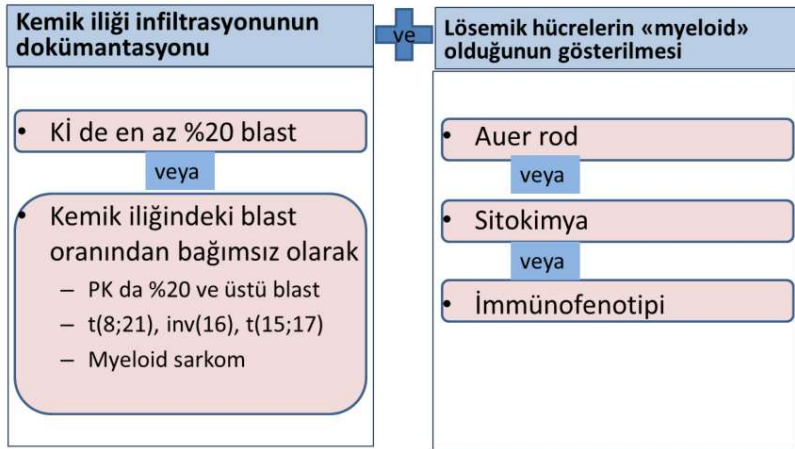 Kemik iliği infiltrasyonunun
dokümantasyonu
ve
Lösemik hücrelerin «myeloid»
olduğunun gösterilmesi
• Kİ de en az %20 blast
veya
• Kemik iliğindeki blast
oranından bağımsız olarak
– PK da %20 ve üstü blast
– t(8;21), inv(16), t(15;17)
– Myeloid sarkom
• Auer rod
veya
• Sitokimya
veya
• İmmünofenotipi